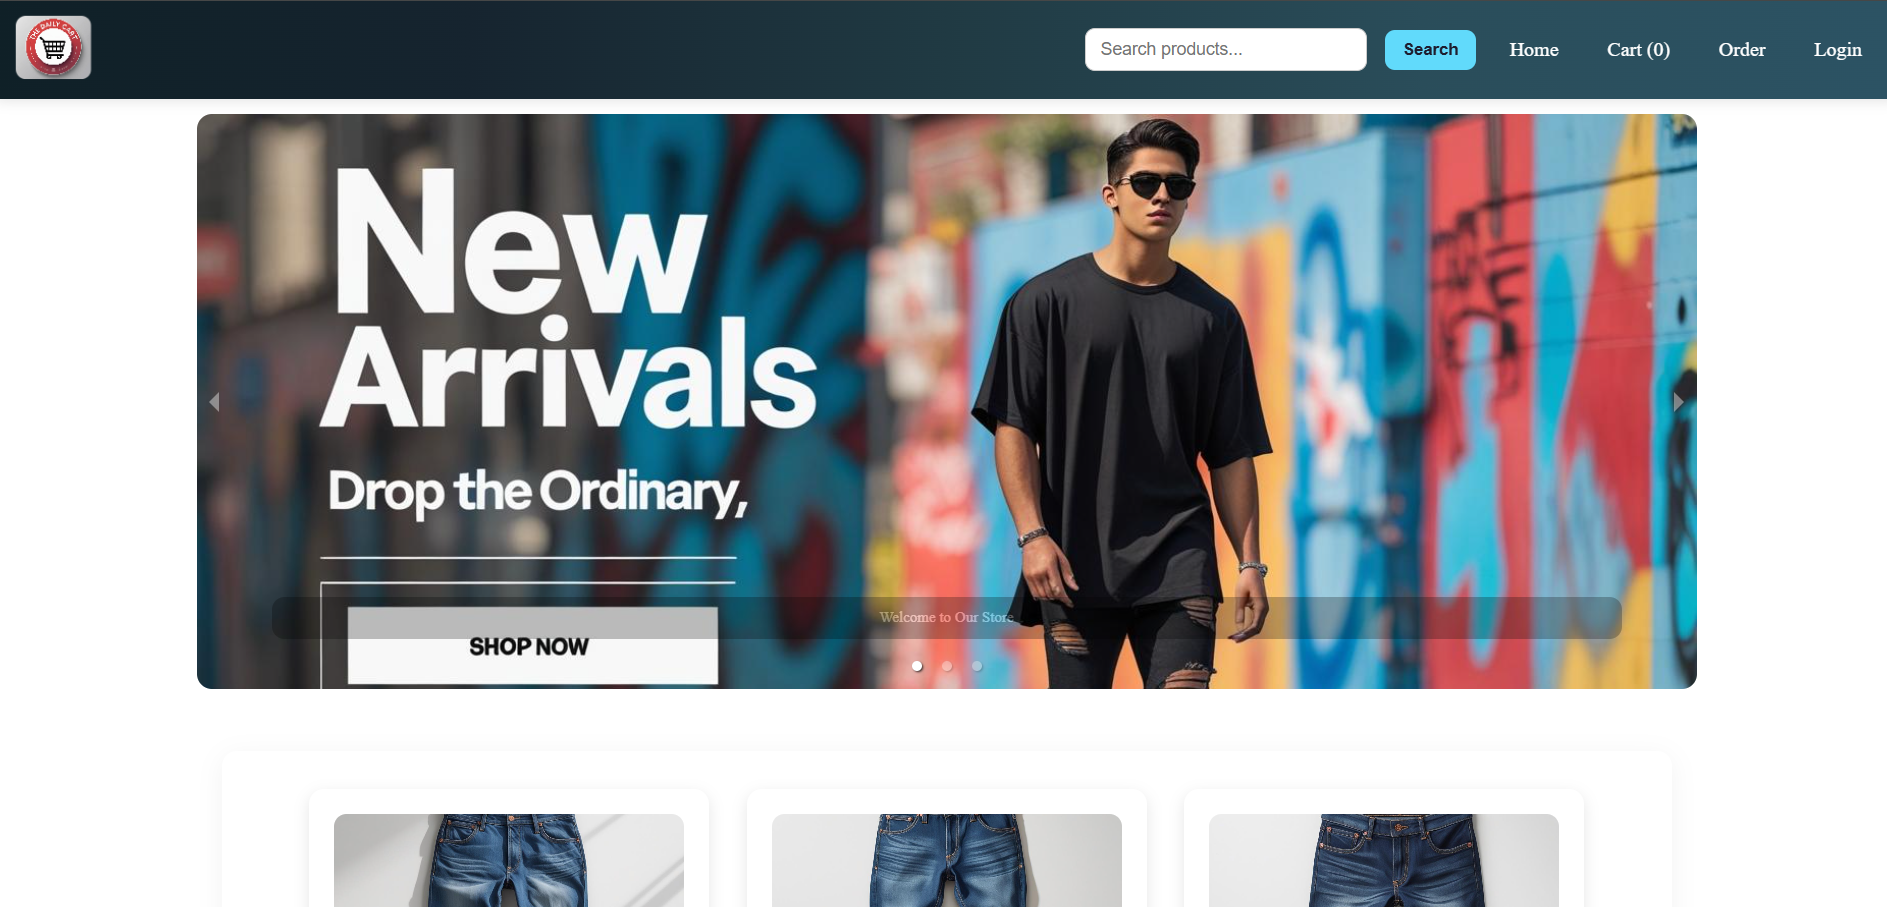 THE DAILY CART
Search products...
Search
Home
Cart (0)
Order
Login
New
Arrivals
Drop the Ordinary,
Welcome to Our Store
SHOP NOW